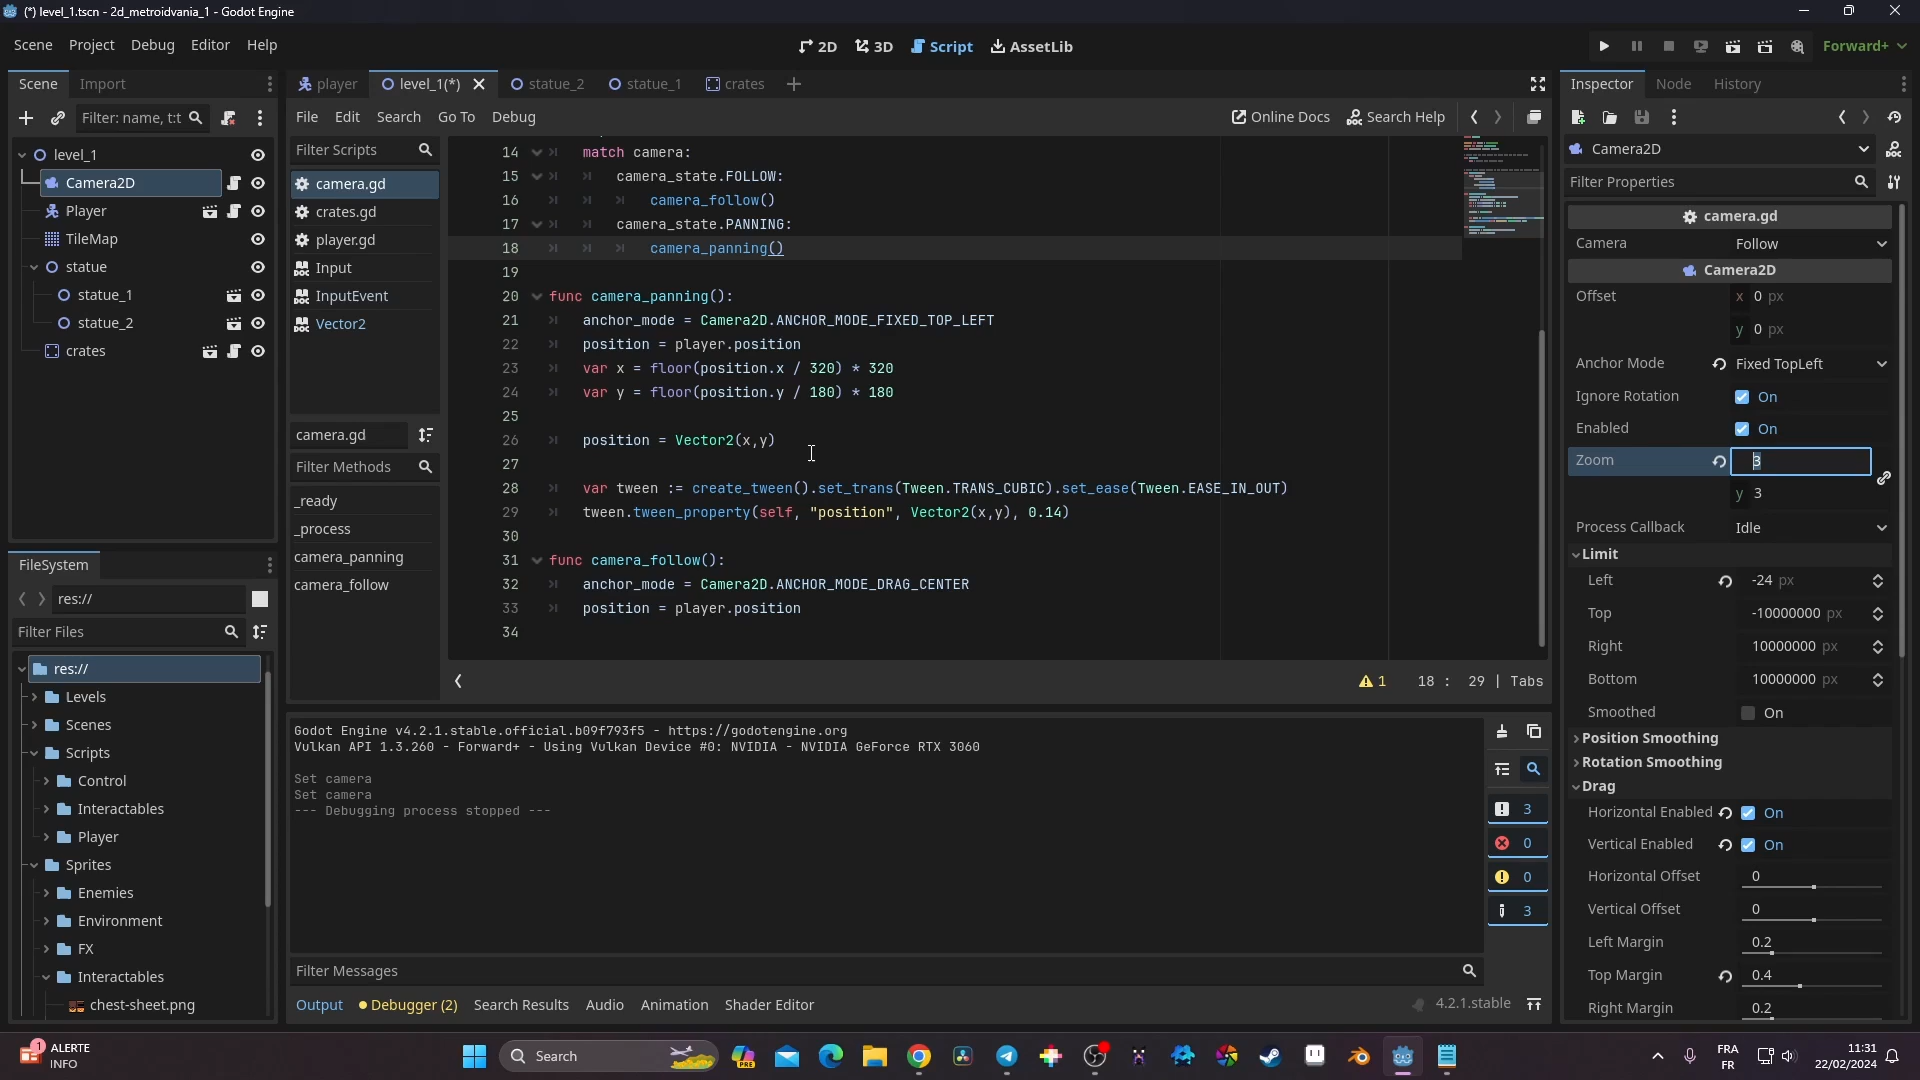 (*) level_1.tscn - 2d_metroidvania_1 - Godot Engine
Scene Project Debug Editor Help
2D 3D Script AssetLib
Forward+
Scene Import
player level_1(*) statue_2 statue_1 crates
Inspector Node History
Filter: name, t:t
File Edit Search Go To Debug
Online Docs Search Help
level_1
Camera2D
Player
TileMap
statue
statue_1
statue_2
crates
Filter Scripts
camera.gd
crates.gd
player.gd
Input
InputEvent
Vector2
camera.gd
Filter Methods
_ready
_process
camera_panning
camera_follow
14 match camera:
15 camera_state.FOLLOW:
16 camera_follow()
17 camera_state.PANNING:
18 camera_panning()
19
20 func camera_panning():
21 anchor_mode = Camera2D.ANCHOR_MODE_FIXED_TOP_LEFT
22 position = player.position
23 var x = floor(position.x / 320) * 320
24 var y = floor(position.y / 180) * 180
25
26 position = Vector2(x,y)
27
28 var tween := create_tween().set_trans(Tween.TRANS_CUBIC).set_ease(Tween.EASE_IN_OUT)
29 tween.tween_property(self, "position", Vector2(x,y), 0.14)
30
31 func camera_follow():
32 anchor_mode = Camera2D.ANCHOR_MODE_DRAG_CENTER
33 position = player.position
34
1 18 : 29 | Tabs
FileSystem
res://
Filter Files
res://
Levels
Scenes
Scripts
Control
Interactables
Player
Sprites
Enemies
Environment
FX
Interactables
chest-sheet.png
Godot Engine v4.2.1.stable.official.b09f793f5 - https://godotengine.org
Vulkan API 1.3.260 - Forward+ - Using Vulkan Device #0: NVIDIA - NVIDIA GeForce RTX 3060
Set camera
Set camera
--- Debugging process stopped ---
3
0
0
3
Filter Messages
Output Debugger (2) Search Results Audio Animation Shader Editor
4.2.1.stable
Camera2D
Filter Properties
camera.gd
Camera Follow
Camera2D
Offset x 0 px
y 0 px
Anchor Mode Fixed TopLeft
Ignore Rotation On
Enabled On
Zoom 3
y 3
Process Callback Idle
Limit
Left -24 px
Top -10000000 px
Right 10000000 px
Bottom 10000000 px
Smoothed On
Position Smoothing
Rotation Smoothing
Drag
Horizontal Enabled On
Vertical Enabled On
Horizontal Offset 0
Vertical Offset 0
Left Margin 0.2
Top Margin 0.4
Right Margin 0.2
1 ALERTE
INFO
Search
PRE
FRA
FR
11:31
22/02/2024